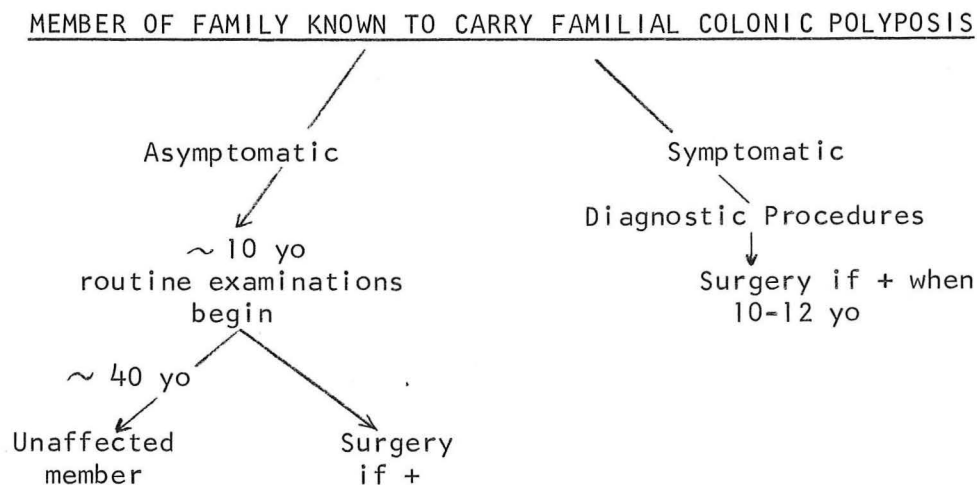 MEMBER OF FAMILY KNOWN TO CARRY FAMILIAL COLONIC POLYPOSIS
Asymptomatic
Symptomatic
Diagnostic Procedures
~ 10 yo
routine examinations
begin
Surgery if + when
10-12 yo
~ 40 yo
Unaffected
member
Surgery
if +